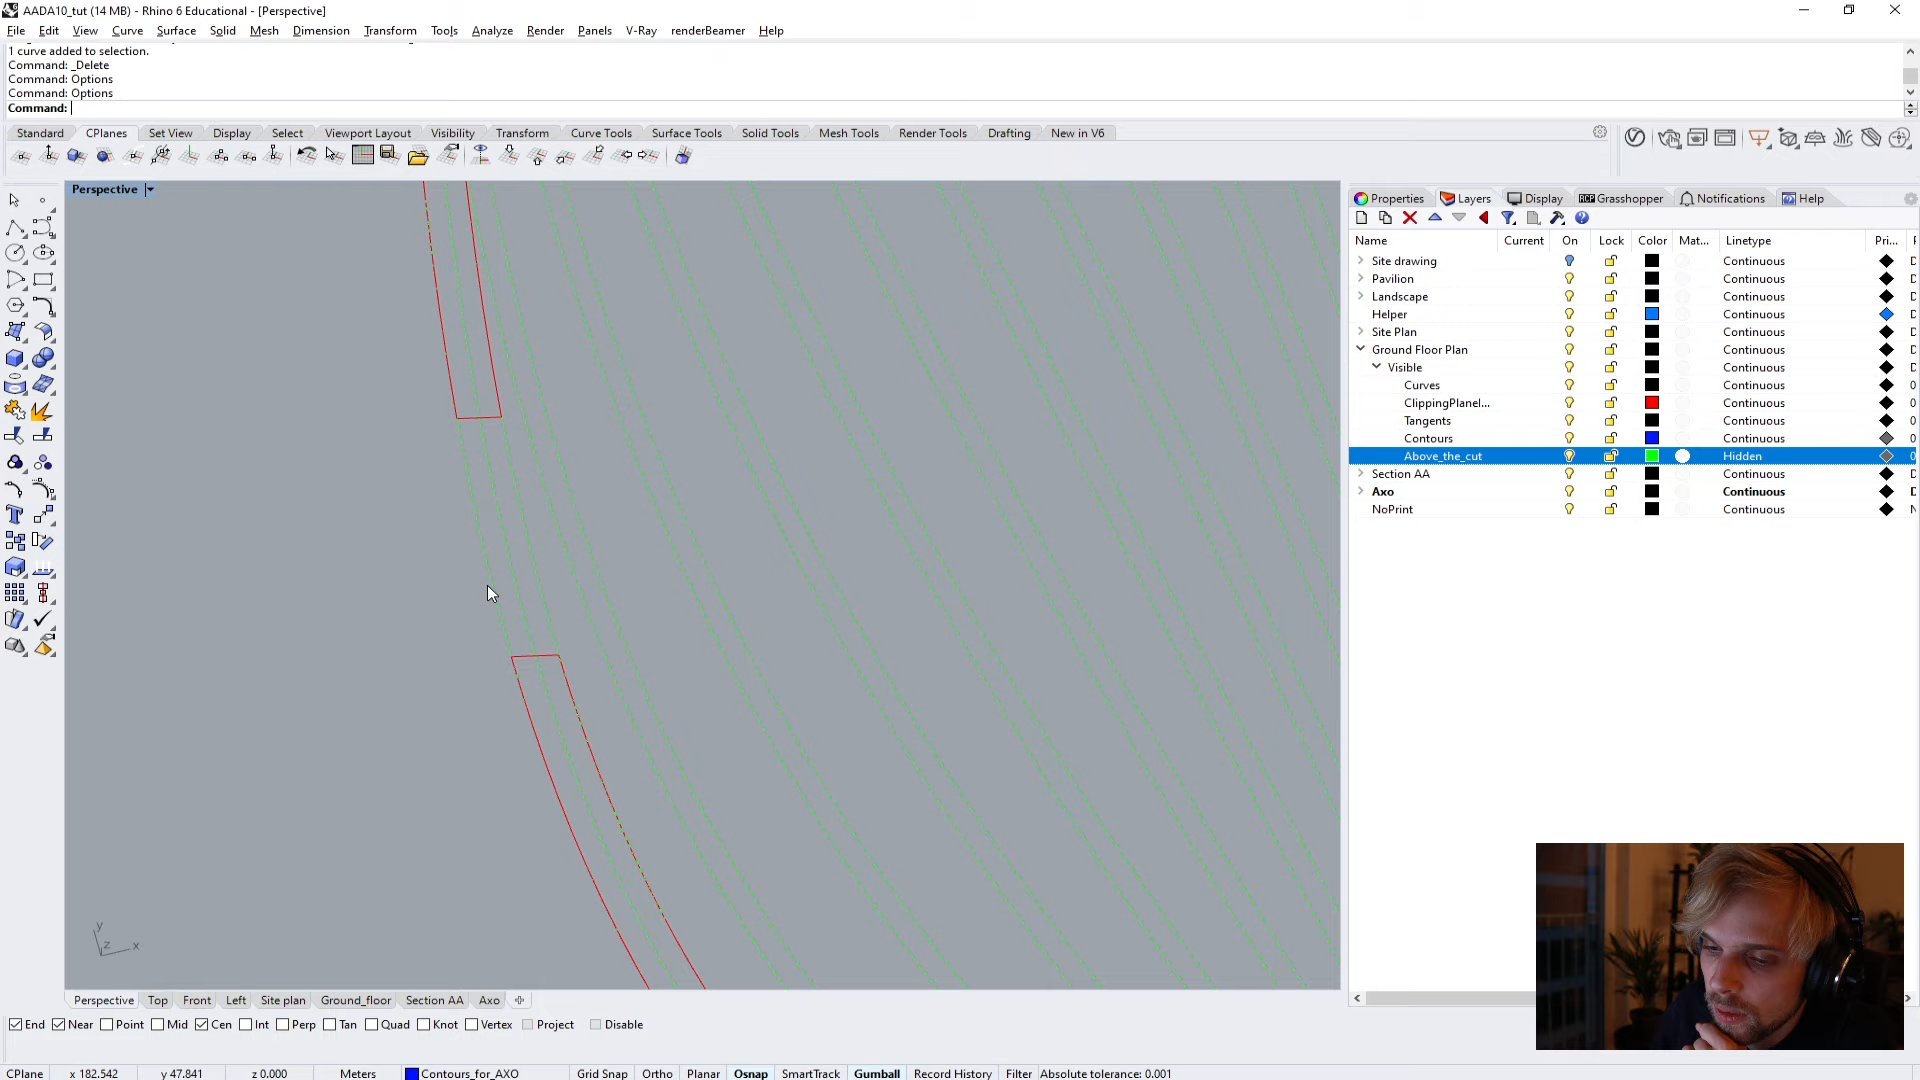 AADA10_tut (14 MB) - Rhino 6 Educational - [Perspective]
File Edit View Curve Surface Solid Mesh Dimension Transform Tools Analyze Render Panels V-Ray renderBeamer Help
1 curve added to selection.
Command: _Delete
Command: Options
Command: Options
Command:
Standard CPlanes Set View Display Select Viewport Layout Visibility Transform Curve Tools Surface Tools Solid Tools Mesh Tools Render Tools Drafting New in V6
Perspective
Properties Layers Display Grasshopper Notifications Help
Name Current On Lock Color Mat... Linetype Pri...
Site drawing Continuous
Pavilion Continuous
Landscape Continuous
Helper Continuous
Site Plan Continuous
Ground Floor Plan Continuous
Visible Continuous
Curves Continuous
ClippingPlaneI... Continuous
Tangents Continuous
Contours Continuous
Above_the_cut Hidden
Section AA Continuous
Axo Continuous
NoPrint Continuous
y
z x
Perspective Top Front Left Site plan Ground_floor Section AA Axo
End Near Point Mid Cen Int Perp Tan Quad Knot Vertex Project Disable
CPlane x 182.542 y 47.841 z 0.000 Meters Contours_for_AXO Grid Snap Ortho Planar Osnap SmartTrack Gumball Record History Filter Absolute tolerance: 0.001